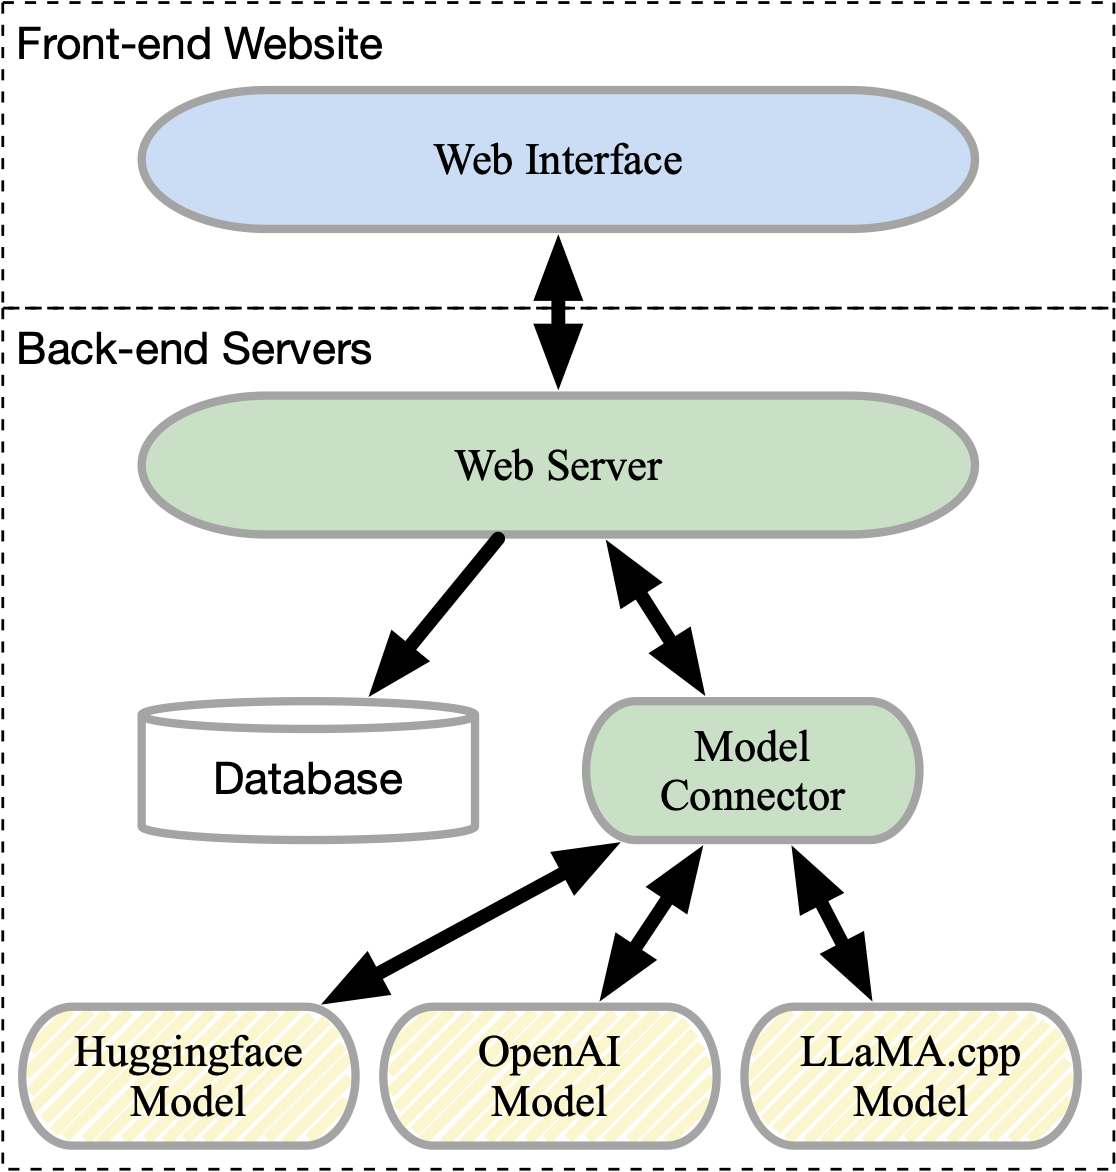 Front-end Website
Web Interface
Back-end Servers
Web Server
Database
Model
Connector
Huggingface
Model
OpenAI
Model
LLaMA.cpp
Model